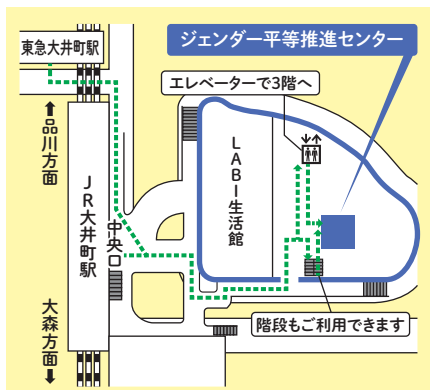 東急大井町駅
ジェンダー平等推進センター
エレベーターで3階へ
品川方面
LABI生活館
JR大井町駅
中央口
大森方面
階段もご利用できます